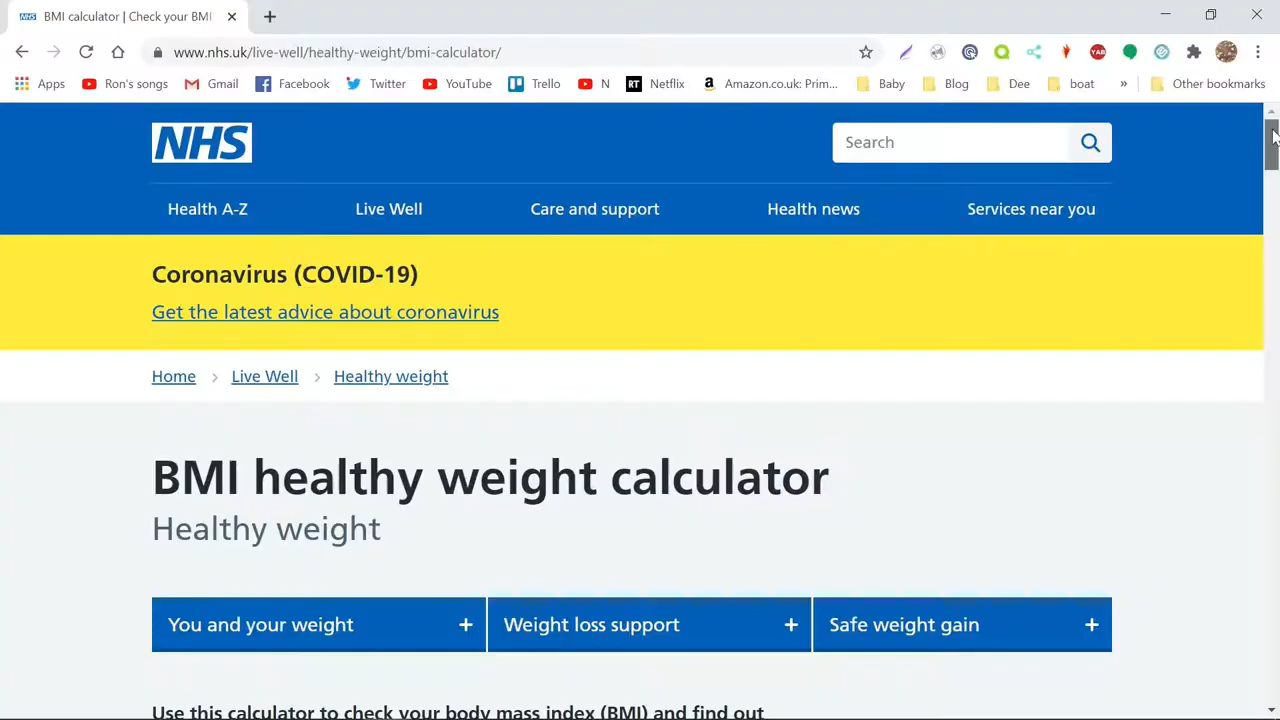 NHS BMI calculator | Check your BMI
www.nhs.uk/live-well/healthy-weight/bmi-calculator/
YAB
Apps Ron's songs Gmail Facebook Twitter YouTube Trello N RT Netflix a Amazon.co.uk: Prim... Baby Blog Dee boat » Other bookmarks
NHS
Search
Health A-Z Live Well Care and support Health news Services near you
Coronavirus (COVID-19)
Get the latest advice about coronavirus
Home > Live Well > Healthy weight
BMI healthy weight calculator
Healthy weight
You and your weight + Weight loss support + Safe weight gain +
Use this calculator to check your body mass index (BMI) and find out